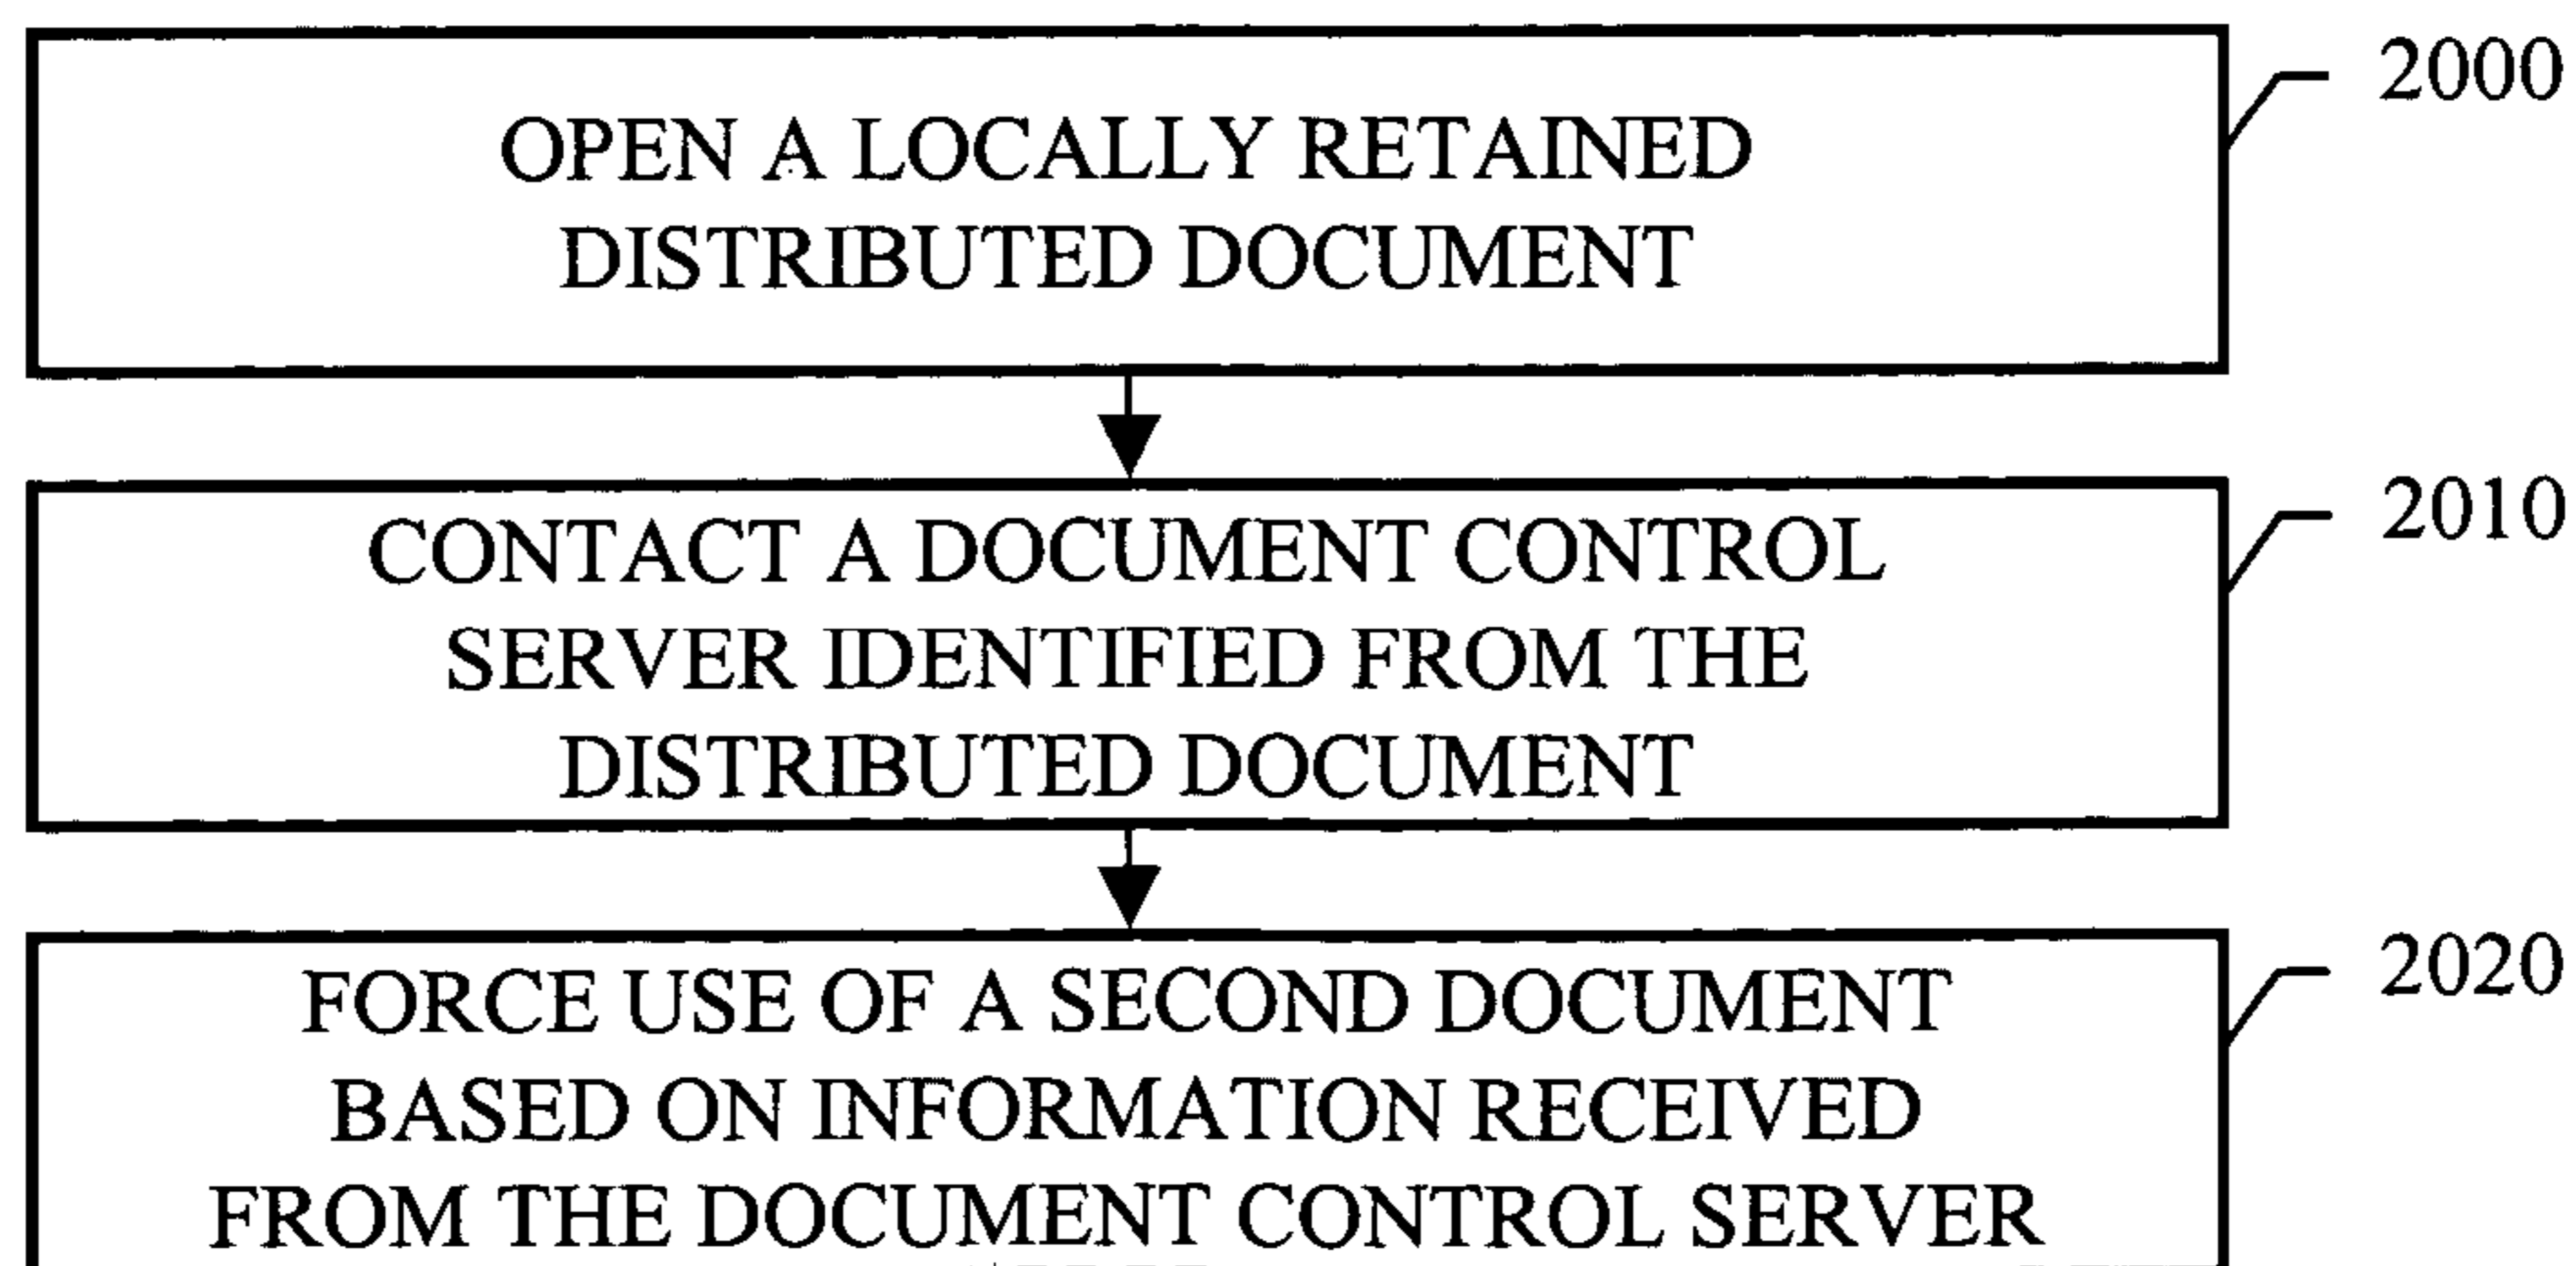 2000
OPEN A LOCALLY RETAINED
DISTRIBUTED DOCUMENT
2010
CONTACT A DOCUMENT CONTROL
SERVER IDENTIFIED FROM THE
DISTRIBUTED DOCUMENT
2020
FORCE USE OF A SECOND DOCUMENT
BASED ON INFORMATION RECEIVED
FROM THE DOCUMENT CONTROL SERVER